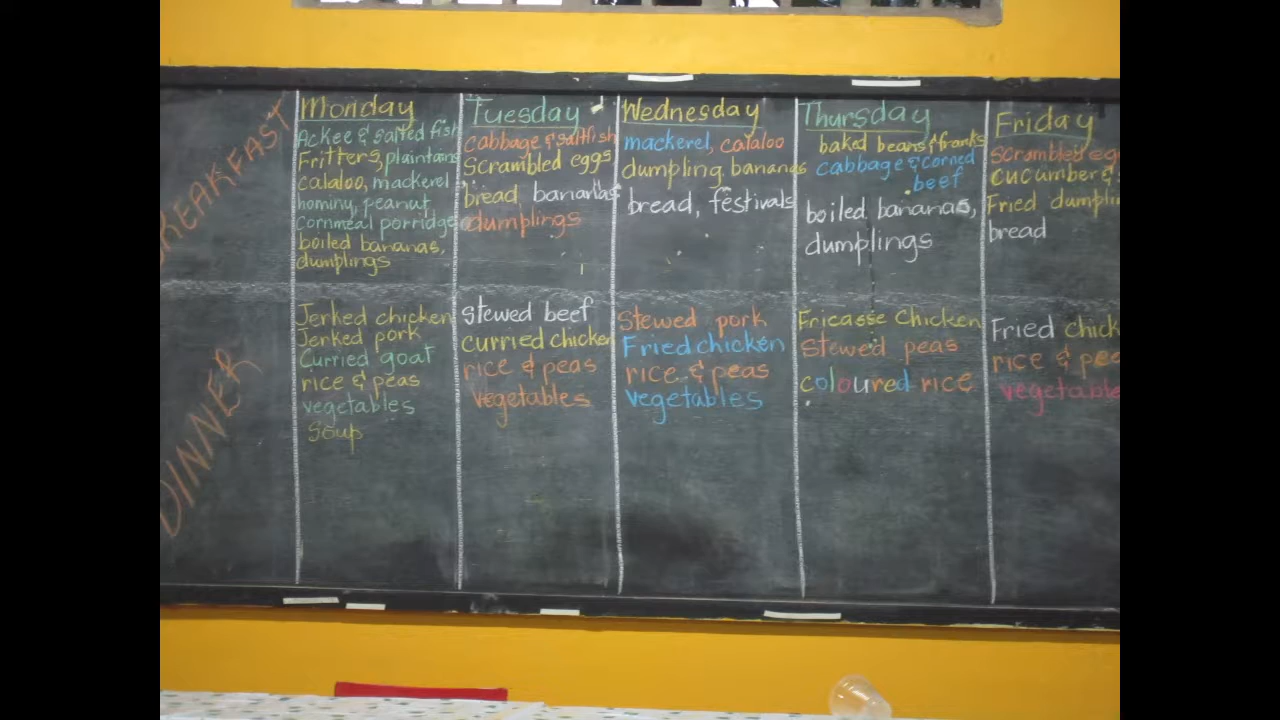 BREAKFAST
Monday
Ackee & salted fish
Fritters, plaintains
calaloo, mackerel
hominy, peanut
Cornmeal porridge
boiled bananas,
dumplings
Tuesday
cabbage & saltfish
Scrambled eggs
bread, bananas
dumplings
Wednesday
mackerel, calaloo
dumpling, bananas
bread, festivals
Thursday
baked beans & franks
cabbage & corned
beef
boiled bananas,
dumplings
Friday
Scrambled eg
cucumber &
Fried dumpli
bread
DINNER
Jerked chicken
Jerked pork
Curried goat
rice & peas
vegetables
Soup
Stewed beef
curried chicken
rice & peas
vegetables
Stewed pork
Fried chicken
rice & peas
vegetables
Fricasse Chicken
Stewed peas
coloured rice
Fried chick
rice & pee
vegetable